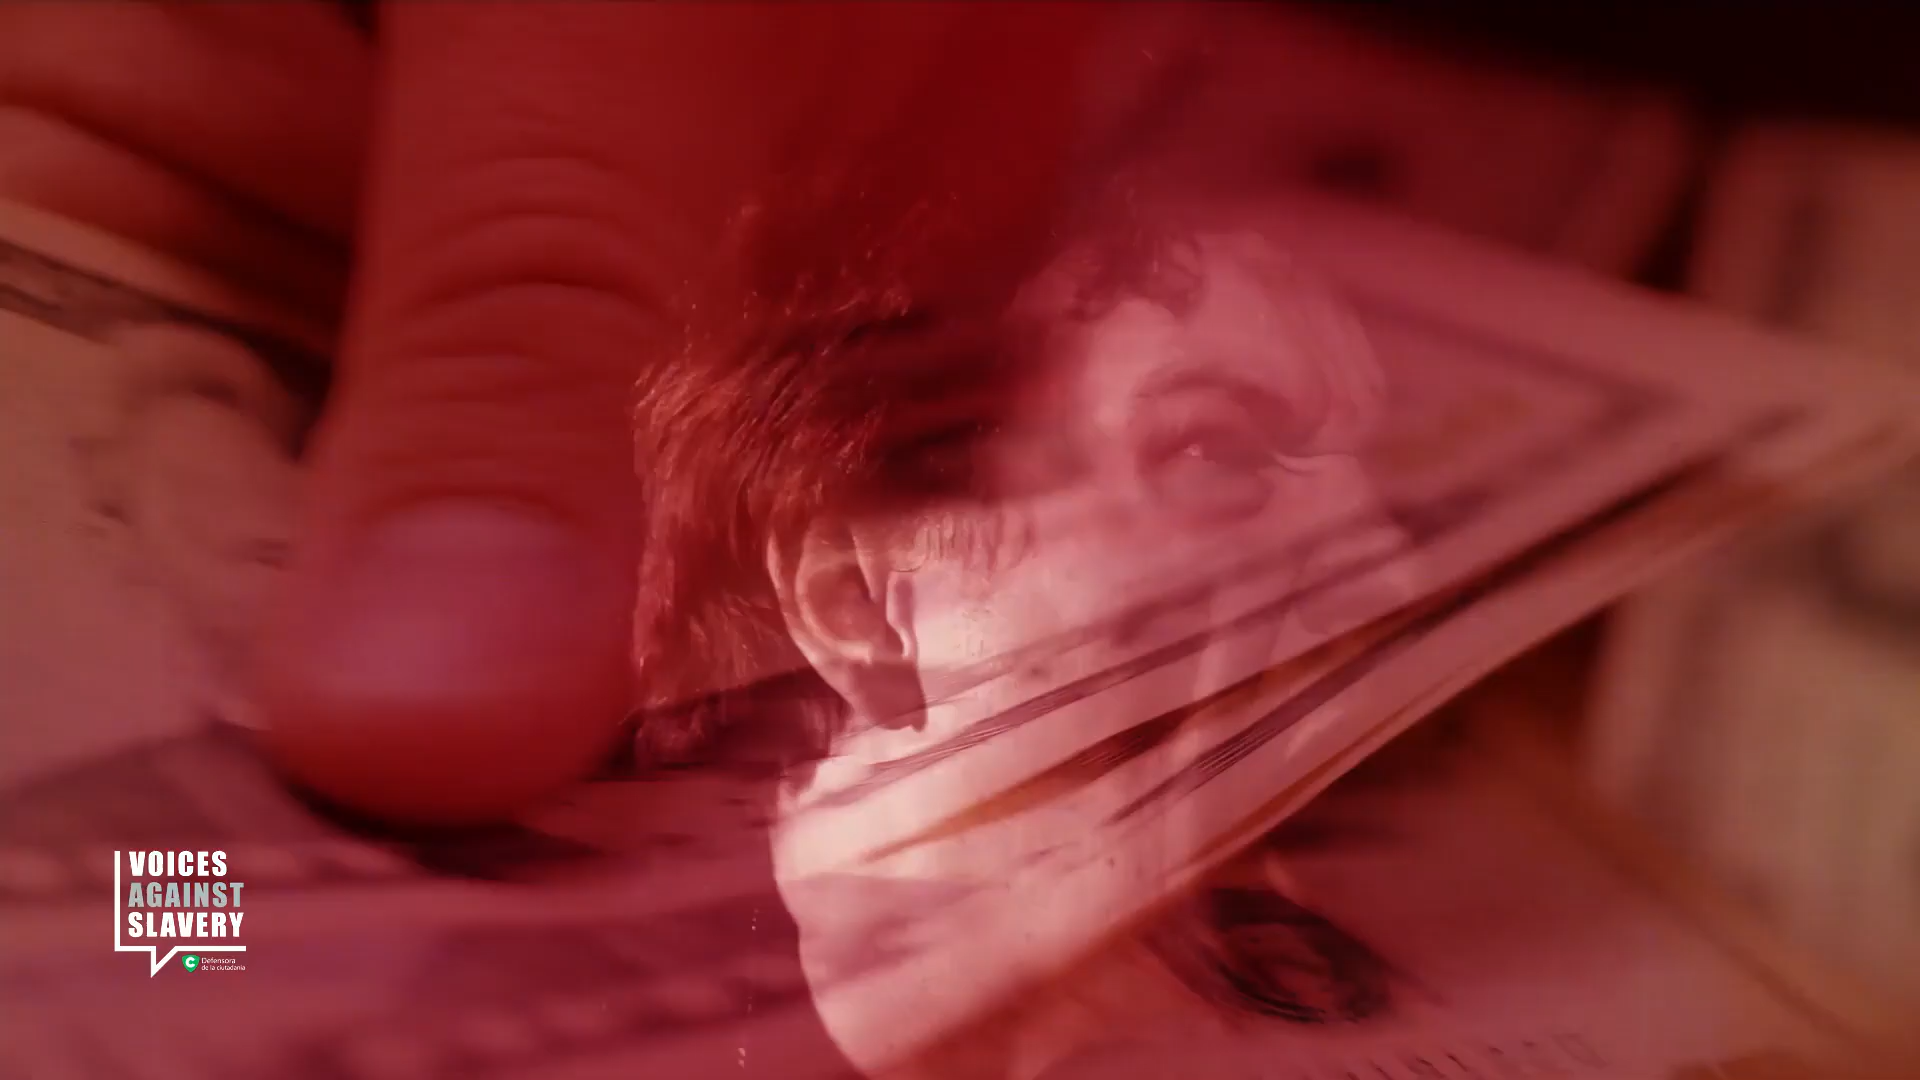 VOICES
AGAINST
SLAVERY
Defensora
de la ciutadania